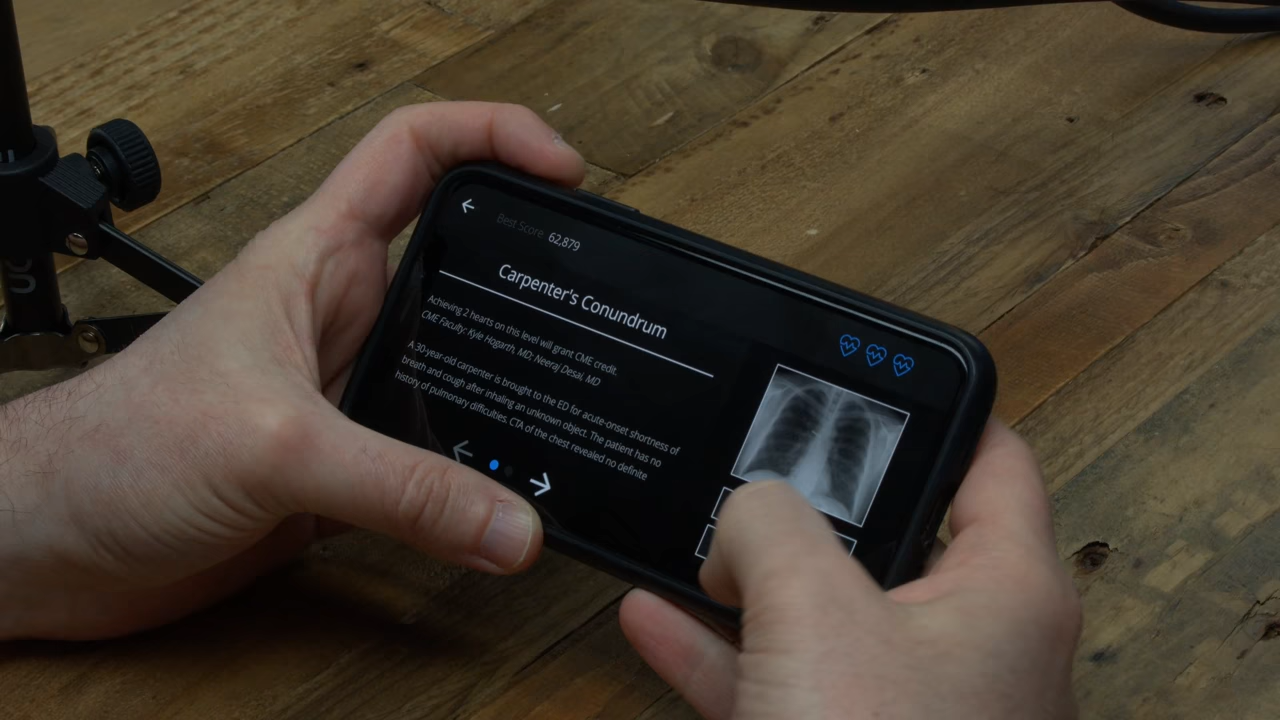 Best Score 62,879
Carpenter's Conundrum
Achieving 2 hearts on this level will grant CME credit.
CME Faculty: Kyle Hogarth, MD; Neeraj Desai, MD
A 30-year-old carpenter is brought to the ED for acute-onset shortness of
breath and cough after inhaling an unknown object. The patient has no
history of pulmonary difficulties. CTA of the chest revealed no definite